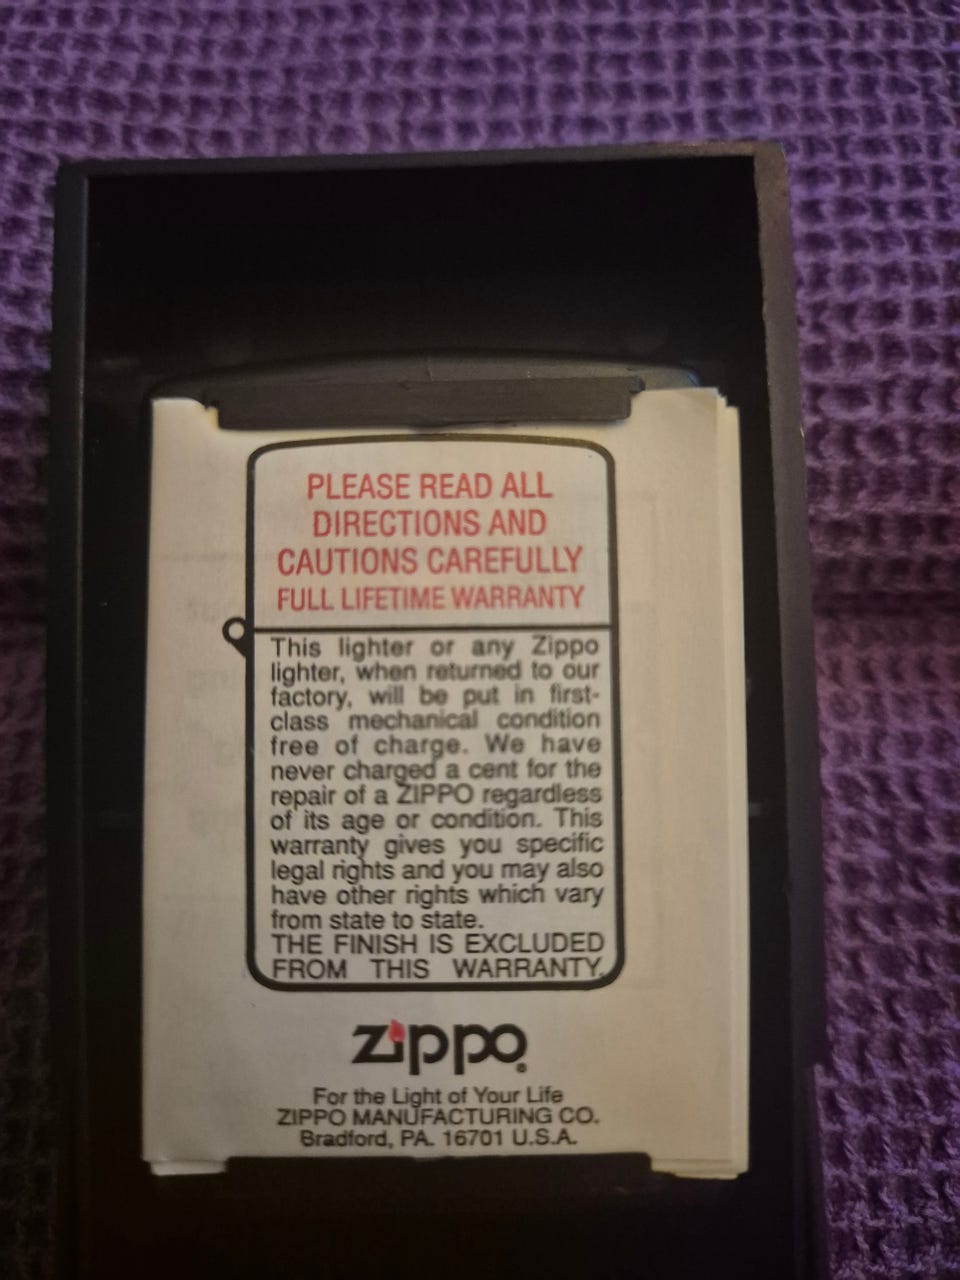 PLEASE READ ALL
DIRECTIONS AND
CAUTIONS CAREFULLY
FULL LIFETIME WARRANTY
This lighter or any Zippo
lighter, when returned to our
factory, will be put in first-
class mechanical condition
free of charge. We have
never charged a cent for the
repair of a ZIPPO regardless
of its age or condition. This
warranty gives you specific
legal rights and you may also
have other rights which vary
from state to state.
THE FINISH IS EXCLUDED
FROM THIS WARRANTY.
zippo
For the Light of Your Life
ZIPPO MANUFACTURING CO.
Bradford, PA. 16701 U.S.A.